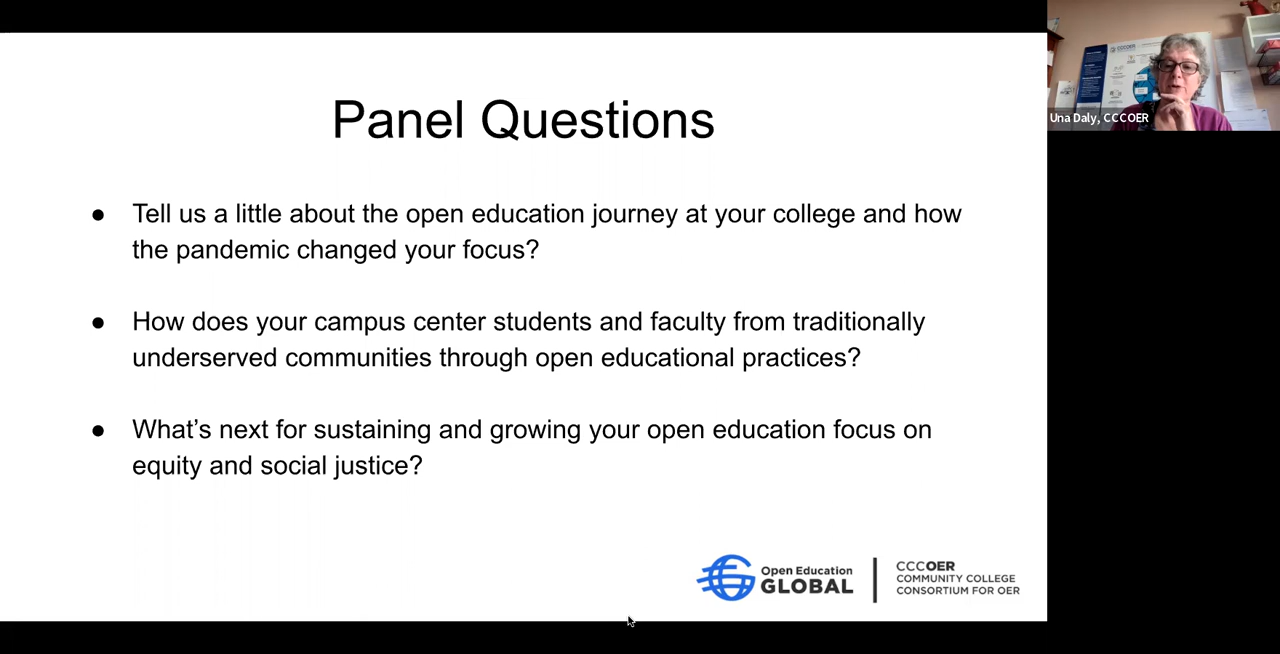 Panel Questions
● Tell us a little about the open education journey at your college and how
the pandemic changed your focus?
● How does your campus center students and faculty from traditionally
underserved communities through open educational practices?
● What’s next for sustaining and growing your open education focus on
equity and social justice?
Open Education
GLOBAL
CCCOER
COMMUNITY COLLEGE
CONSORTIUM FOR OER
CCCOER
Una Daly, CCCOER